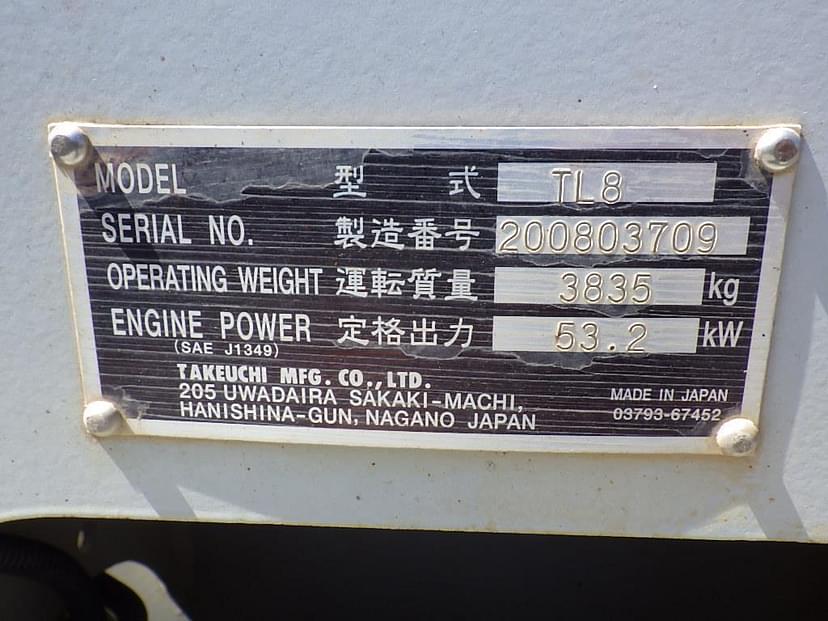 MODEL 型 式 TL8
SERIAL NO. 製造番号 200803709
OPERATING WEIGHT 運転質量 3835 kg
ENGINE POWER 定格出力 53.2 kW
(SAE J1349)
TAKEUCHI MFG. CO.,LTD.
205 UWADAIRA SAKAKI-MACHI,
HANISHINA-GUN, NAGANO JAPAN
MADE IN JAPAN
03793-67452